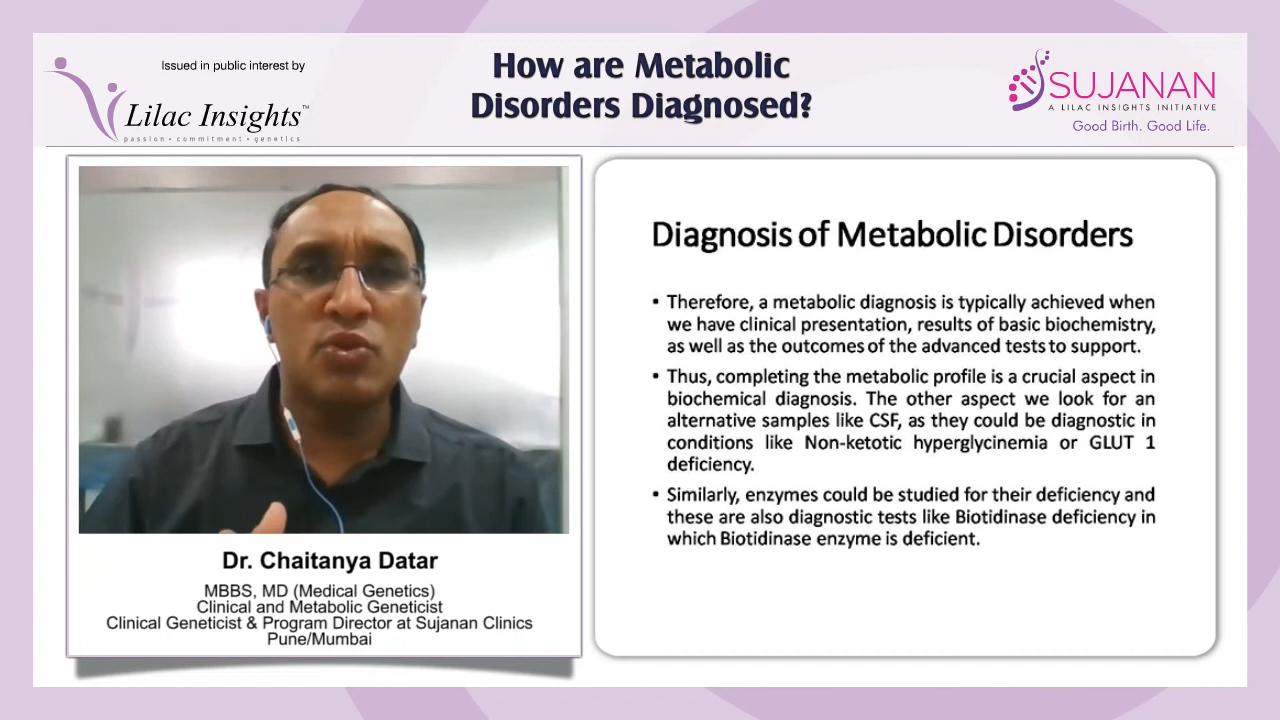 Issued in public interest by
Lilac Insights™
passion • commitment • genetics
How are Metabolic
Disorders Diagnosed?
SUJANAN
A LILAC INSIGHTS INITIATIVE
Good Birth. Good Life.
Dr. Chaitanya Datar
MBBS, MD (Medical Genetics)
Clinical and Metabolic Geneticist
Clinical Geneticist & Program Director at Sujanan Clinics
Pune/Mumbai
Diagnosis of Metabolic Disorders
• Therefore, a metabolic diagnosis is typically achieved when
we have clinical presentation, results of basic biochemistry,
as well as the outcomes of the advanced tests to support.
• Thus, completing the metabolic profile is a crucial aspect in
biochemical diagnosis. The other aspect we look for an
alternative samples like CSF, as they could be diagnostic in
conditions like Non-ketotic hyperglycinemia or GLUT 1
deficiency.
• Similarly, enzymes could be studied for their deficiency and
these are also diagnostic tests like Biotidinase deficiency in
which Biotidinase enzyme is deficient.